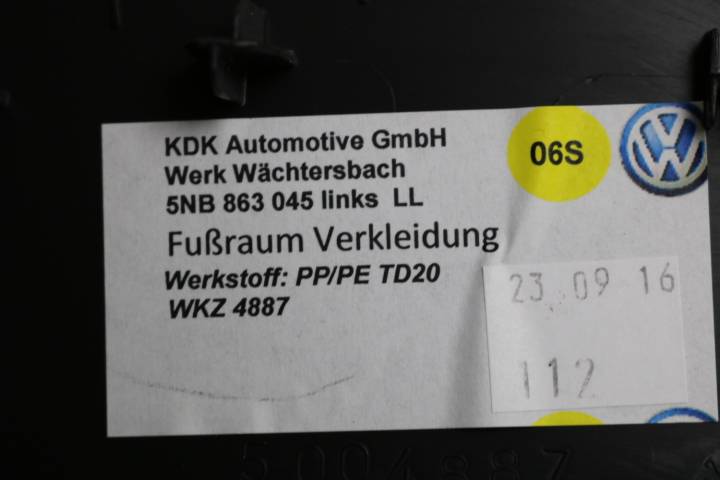 KDK Automotive GmbH
Werk Wächtersbach
5NB 863 045 links LL
Fußraum Verkleidung
Werkstoff: PP/PE TD20
WKZ 4887
06S
23 09 16
112
5004887